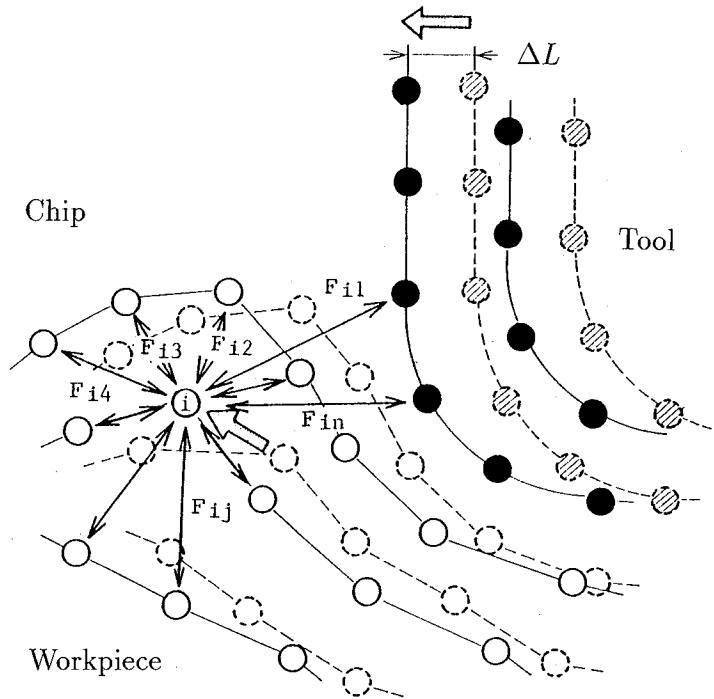 ΔL
Chip
Tool
Fi1
Fi3
Fi2
Fi4
i
Fin
Fij
Workpiece